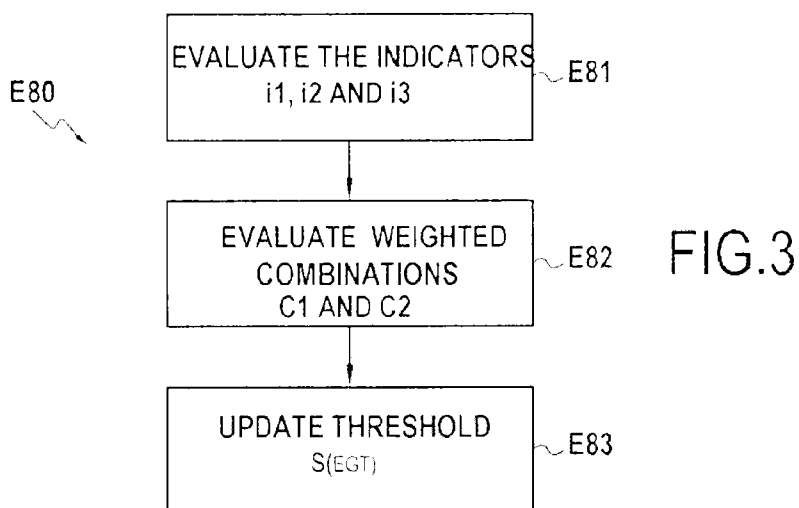 EVALUATE THE INDICATORS
i1, i2 AND i3
E81
E80
EVALUATE WEIGHTED
COMBINATIONS
C1 AND C2
E82
FIG.3
UPDATE THRESHOLD
S(EGT)
E83